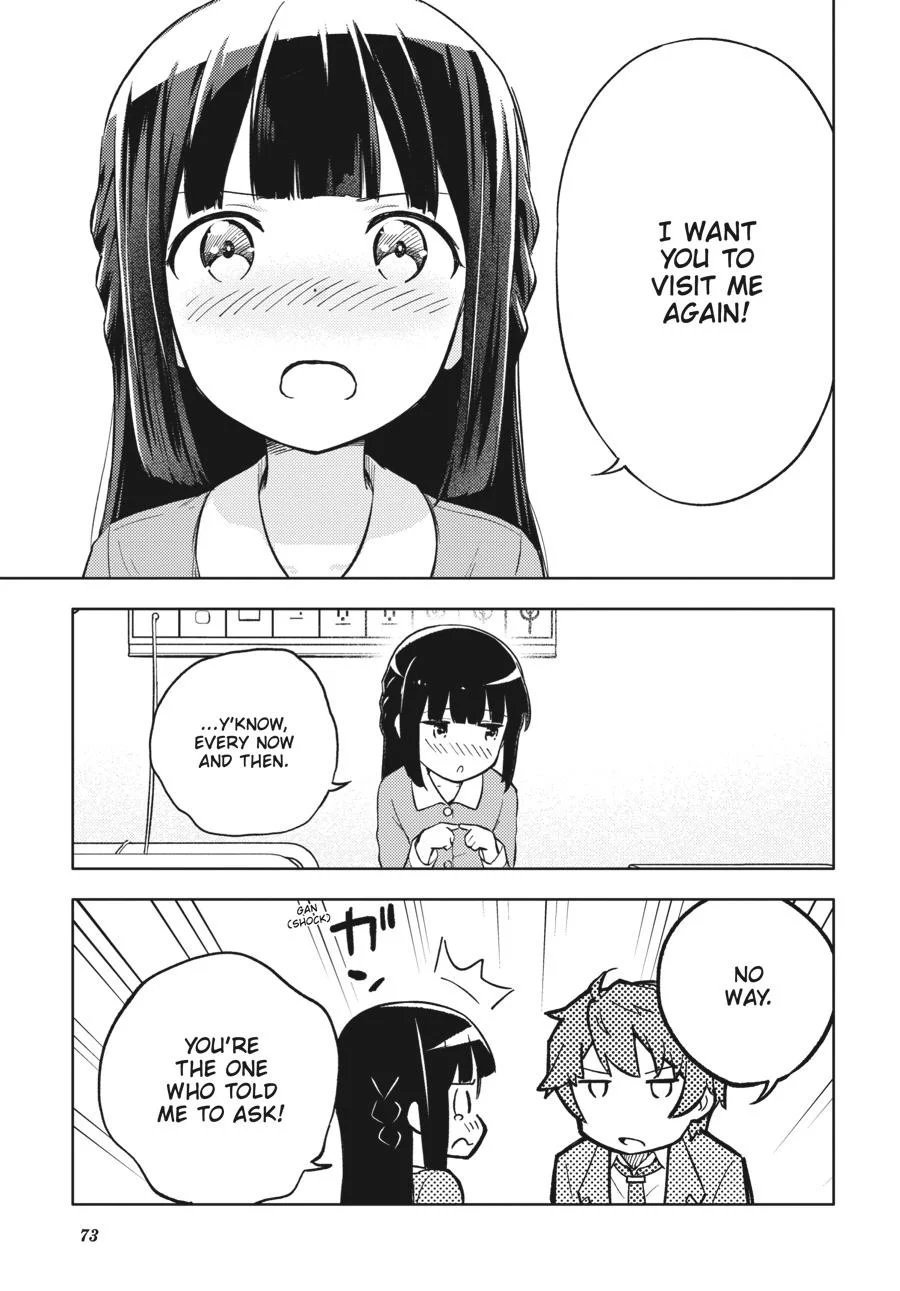 I WANT
YOU TO
VISIT ME
AGAIN!
...Y'KNOW,
EVERY NOW
AND THEN.
NO
WAY.
GAN
(SHOCK)
ガ
ン
YOU'RE
THE ONE
WHO TOLD
ME TO ASK!
73